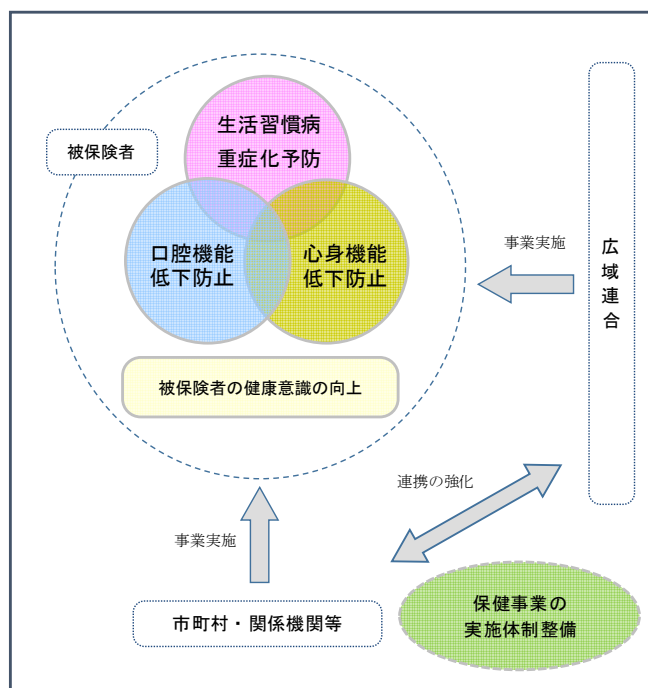 生活習慣病
重症化予防
被保険者
口腔機能
低下防止
心身機能
低下防止
被保険者の健康意識の向上
事業実施
広域連合
連携の強化
事業実施
市町村・関係機関等
保健事業の
実施体制整備